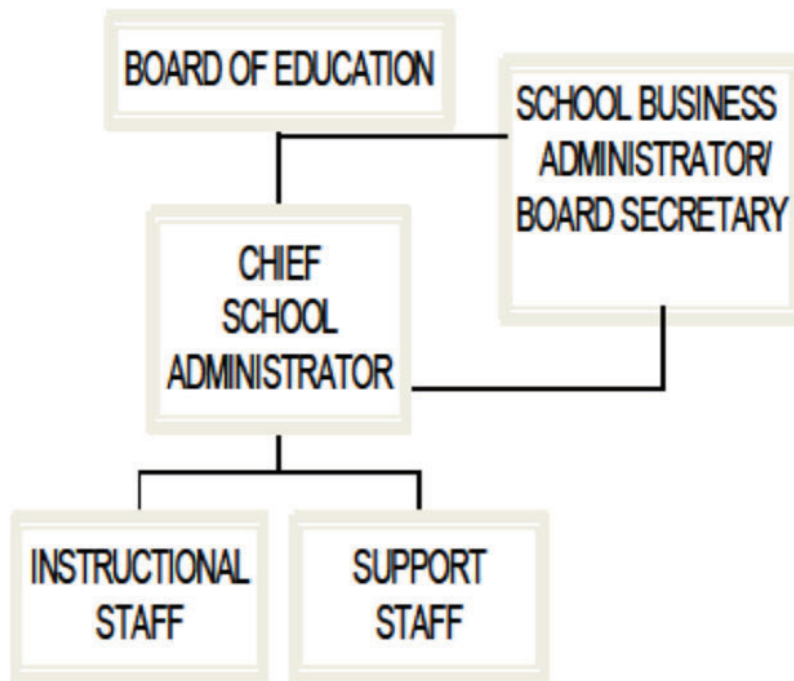 BOARD OF EDUCATION
SCHOOL BUSINESS
ADMINISTRATOR/
BOARD SECRETARY
CHIEF
SCHOOL
ADMINISTRATOR
INSTRUCTIONAL
STAFF
SUPPORT
STAFF